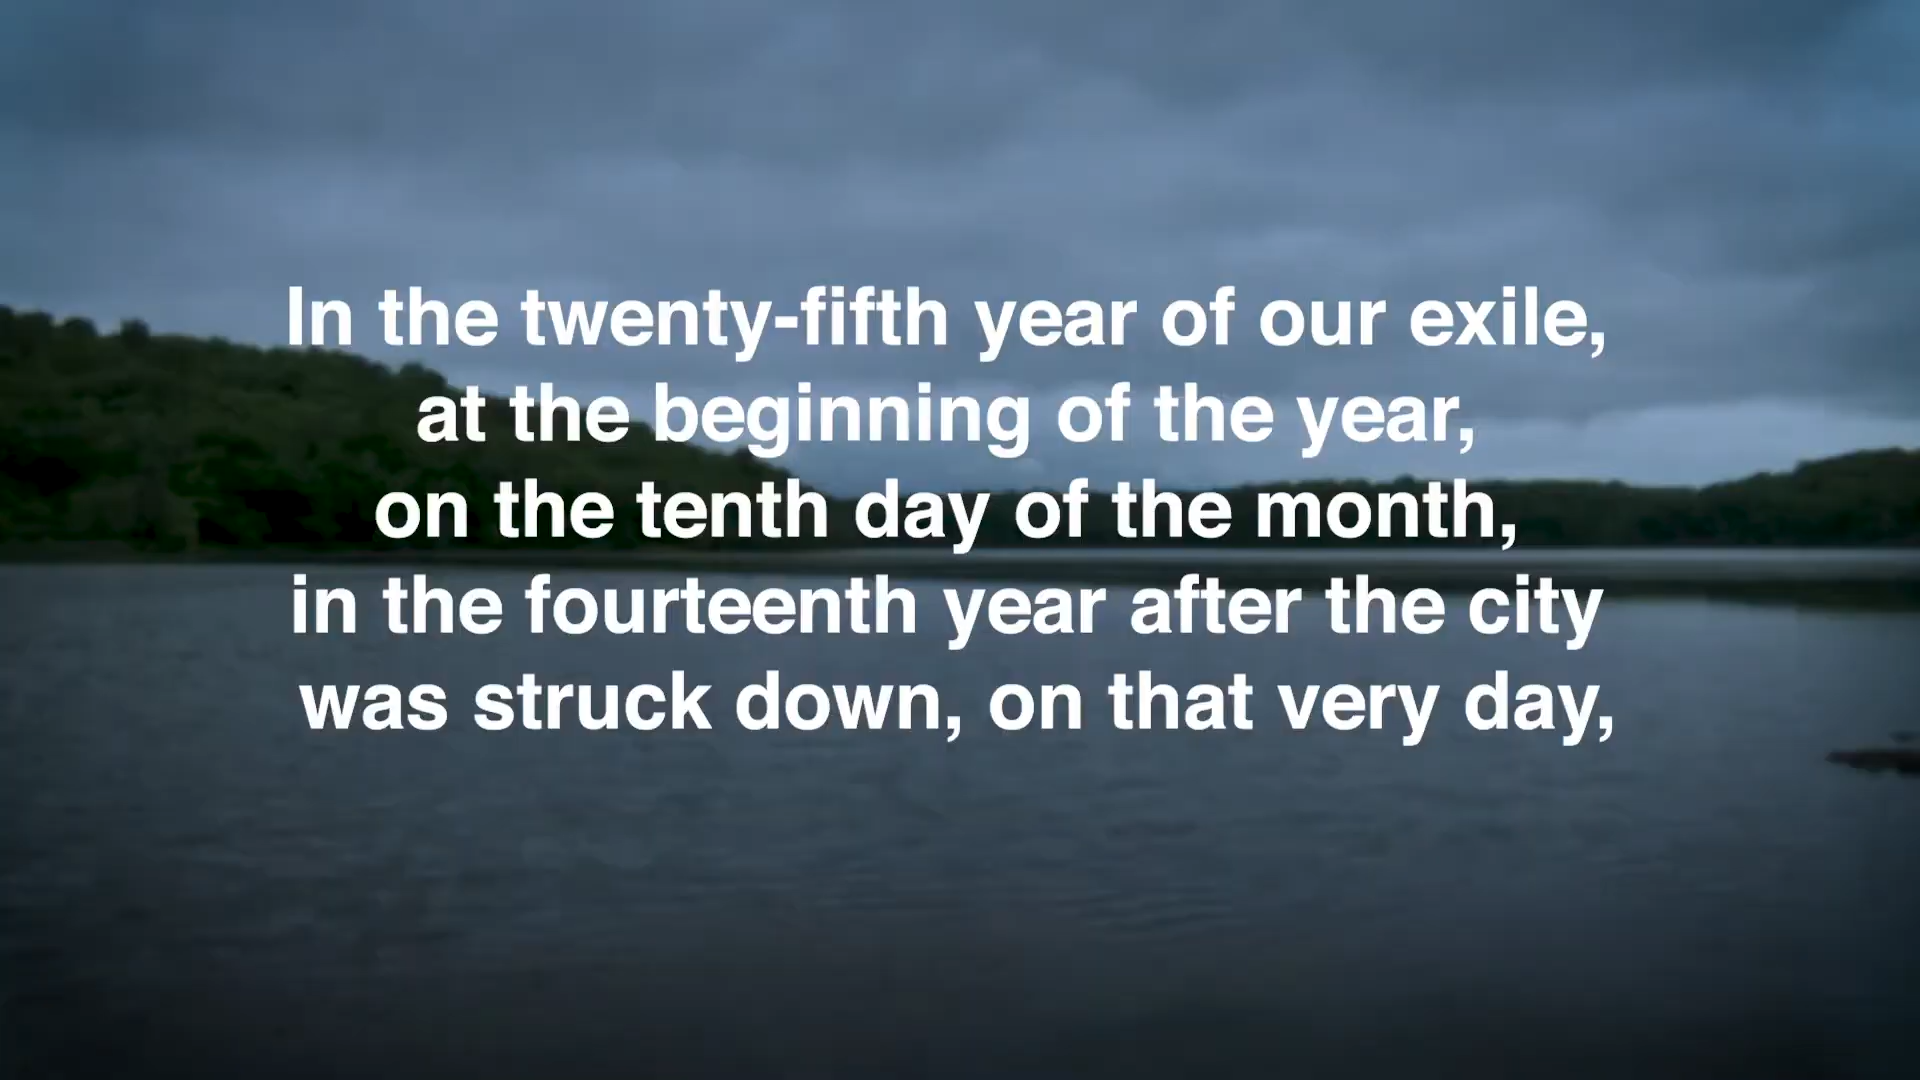 In the twenty-fifth year of our exile,
at the beginning of the year,
on the tenth day of the month,
in the fourteenth year after the city
was struck down, on that very day,